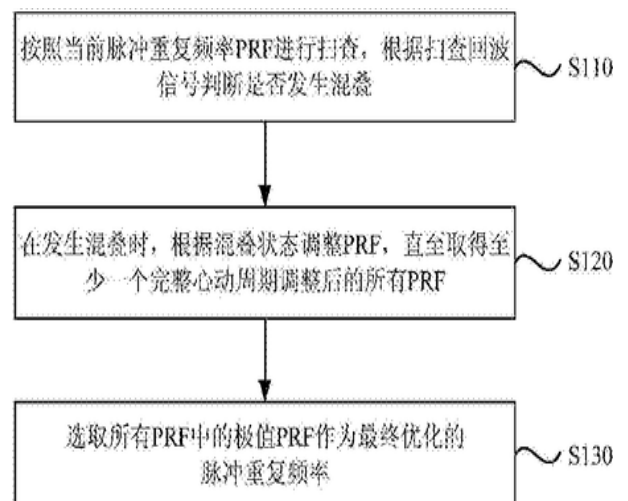 按照当前脉冲重复频率PRF进行扫查，根据扫查回波
信号判断是否发生混叠
S110
在发生混叠时，根据混叠状态调整PRF，直至取得至
少一个完整心动周期调整后的所有PRF
S120
选取所有PRF中的极值PRF作为最终优化的
脉冲重复频率
S130